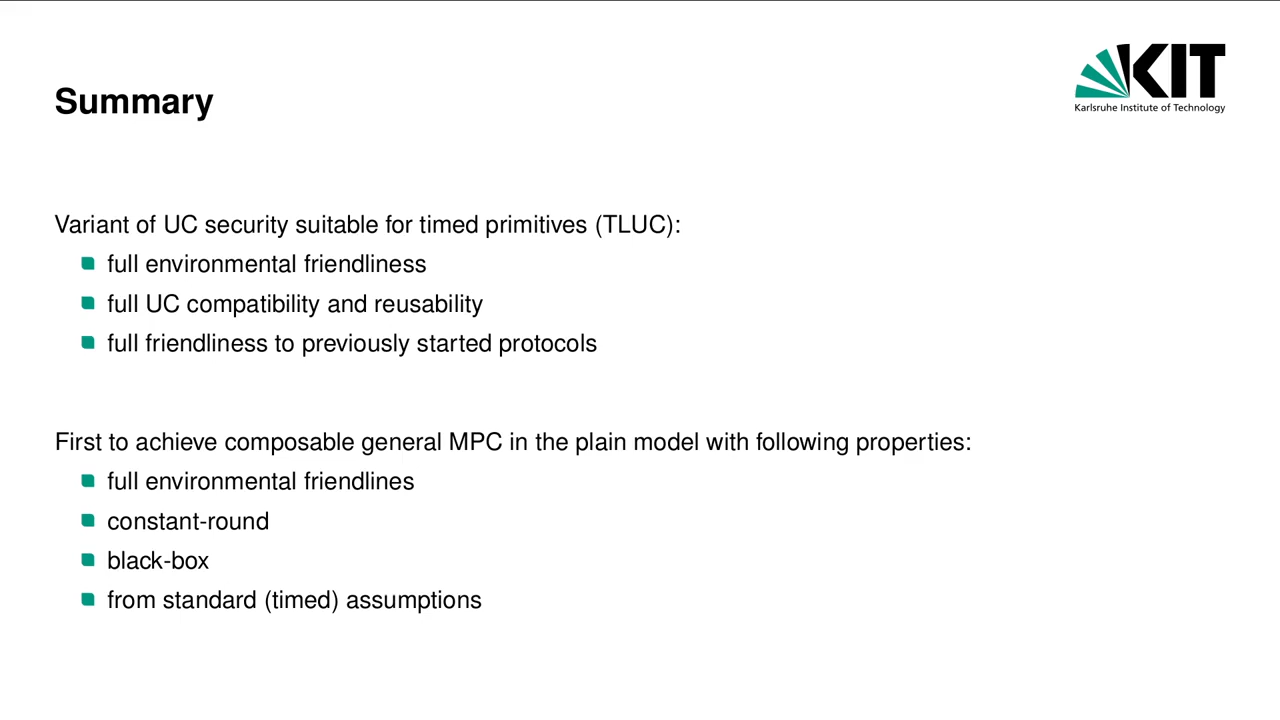 KIT
Karlsruhe Institute of Technology
Summary
Variant of UC security suitable for timed primitives (TLUC):
full environmental friendliness
full UC compatibility and reusability
full friendliness to previously started protocols
First to achieve composable general MPC in the plain model with following properties:
full environmental friendlines
constant-round
black-box
from standard (timed) assumptions